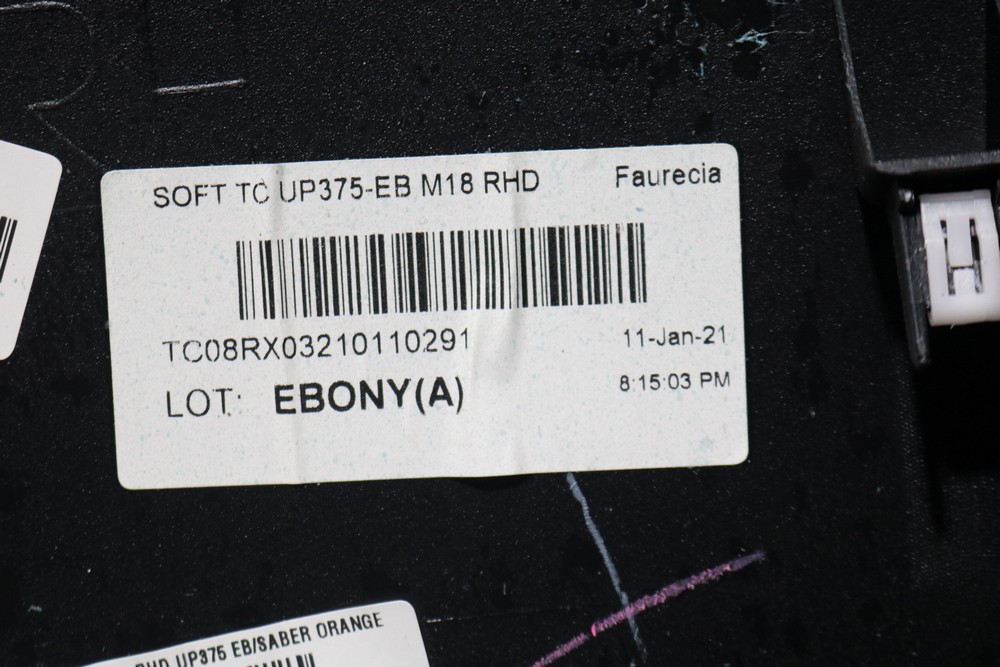 SOFT TC UP375-EB M18 RHD Faurecia
TC08RX03210110291 11-Jan-21
LOT: EBONY(A) 8:15:03 PM
RHD UP375 EB/SABER ORANGE